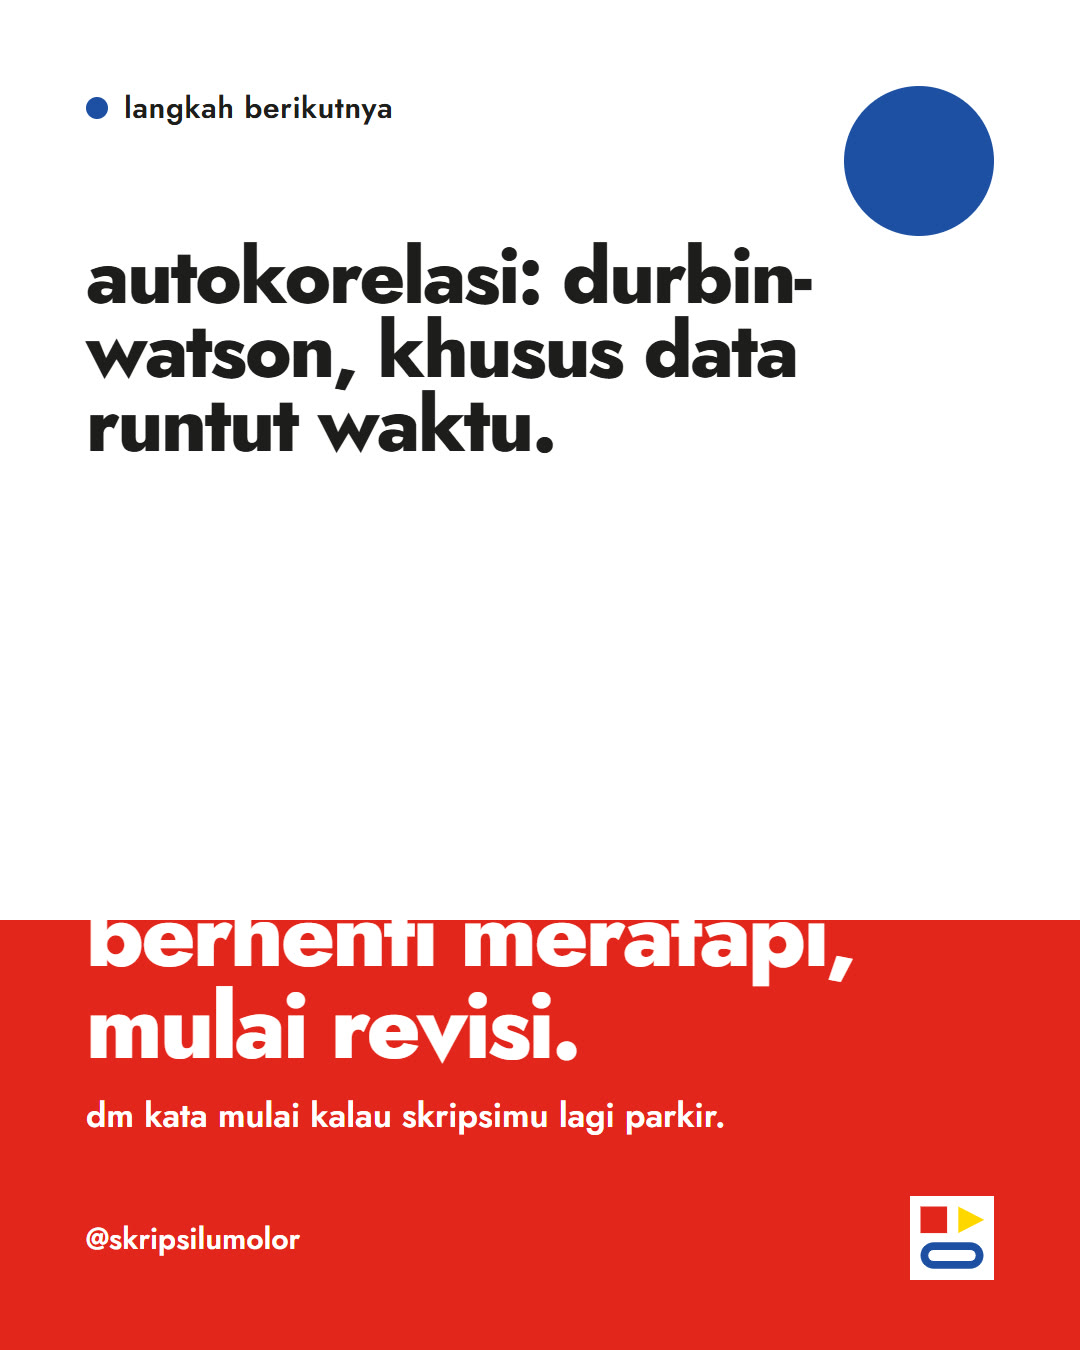 langkah berikutnya
autokorelasi: durbin-
watson, khusus data
runtut waktu.
berhenti meratapi,
mulai revisi.
dm kata mulai kalau skripsimu lagi parkir.
@skripsilumolor